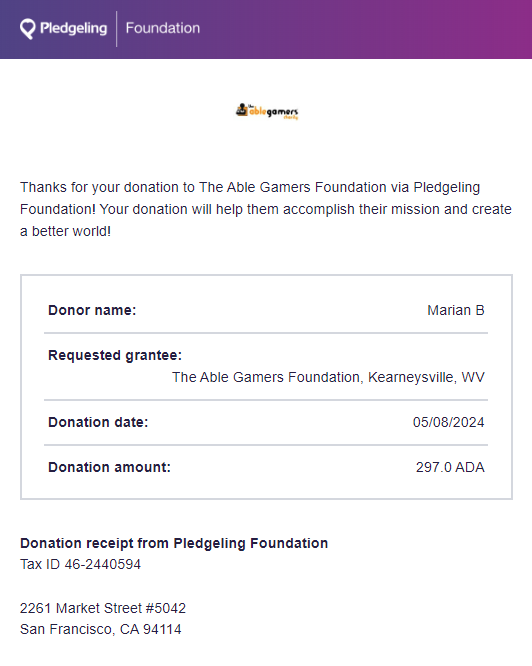 Pledgeling Foundation
the
ablegamers
charity
Thanks for your donation to The Able Gamers Foundation via Pledgeling
Foundation! Your donation will help them accomplish their mission and create
a better world!
Donor name: Marian B
Requested grantee:
The Able Gamers Foundation, Kearneysville, WV
Donation date: 05/08/2024
Donation amount: 297.0 ADA
Donation receipt from Pledgeling Foundation
Tax ID 46-2440594
2261 Market Street #5042
San Francisco, CA 94114